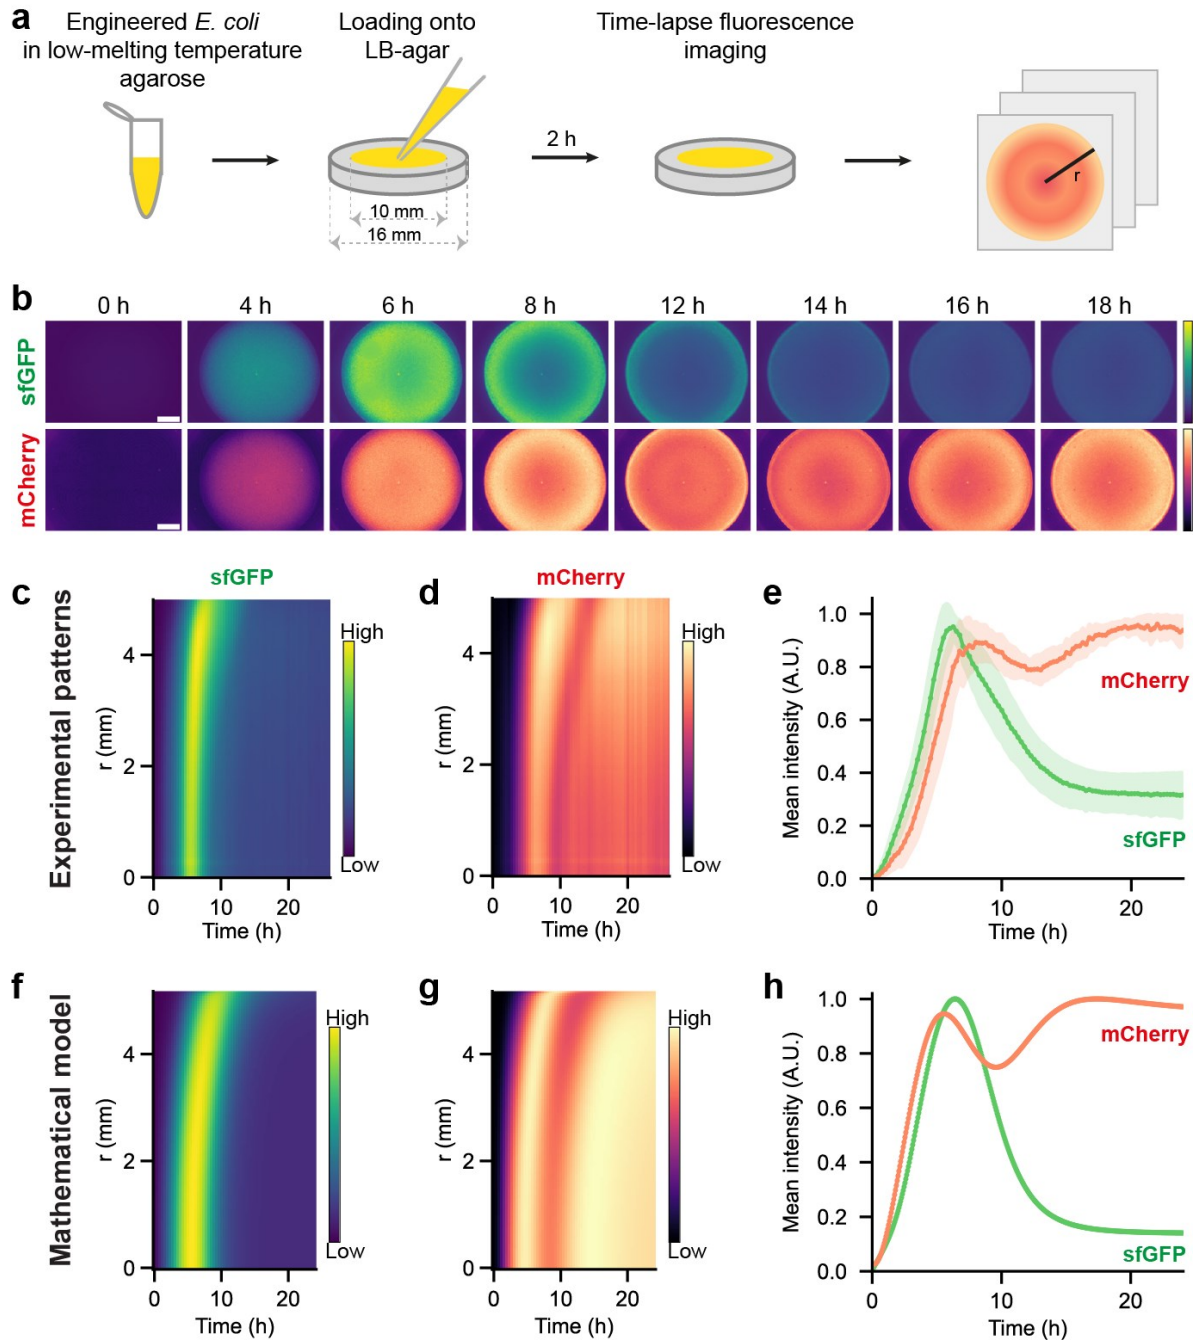 a
Engineered E. coli
in low-melting temperature
agarose
Loading onto
LB-agar
Time-lapse fluorescence
imaging
2 h
10 mm
16 mm
r
b
0 h 4 h 6 h 8 h 12 h 14 h 16 h 18 h
sfGFP
mCherry
Experimental patterns
c
sfGFP
High
Low
4
2
0
r (mm)
0 10 20
Time (h)
d
mCherry
High
Low
4
2
0
r (mm)
0 10 20
Time (h)
e
1.0
0.8
0.6
0.4
0.2
0.0
Mean intensity (A.U.)
mCherry
sfGFP
0 10 20
Time (h)
Mathematical model
f
High
Low
4
2
0
r (mm)
0 10 20
Time (h)
g
High
Low
4
2
0
r (mm)
0 10 20
Time (h)
h
1.0
0.8
0.6
0.4
0.2
0.0
Mean intensity (A.U.)
mCherry
sfGFP
0 10 20
Time (h)